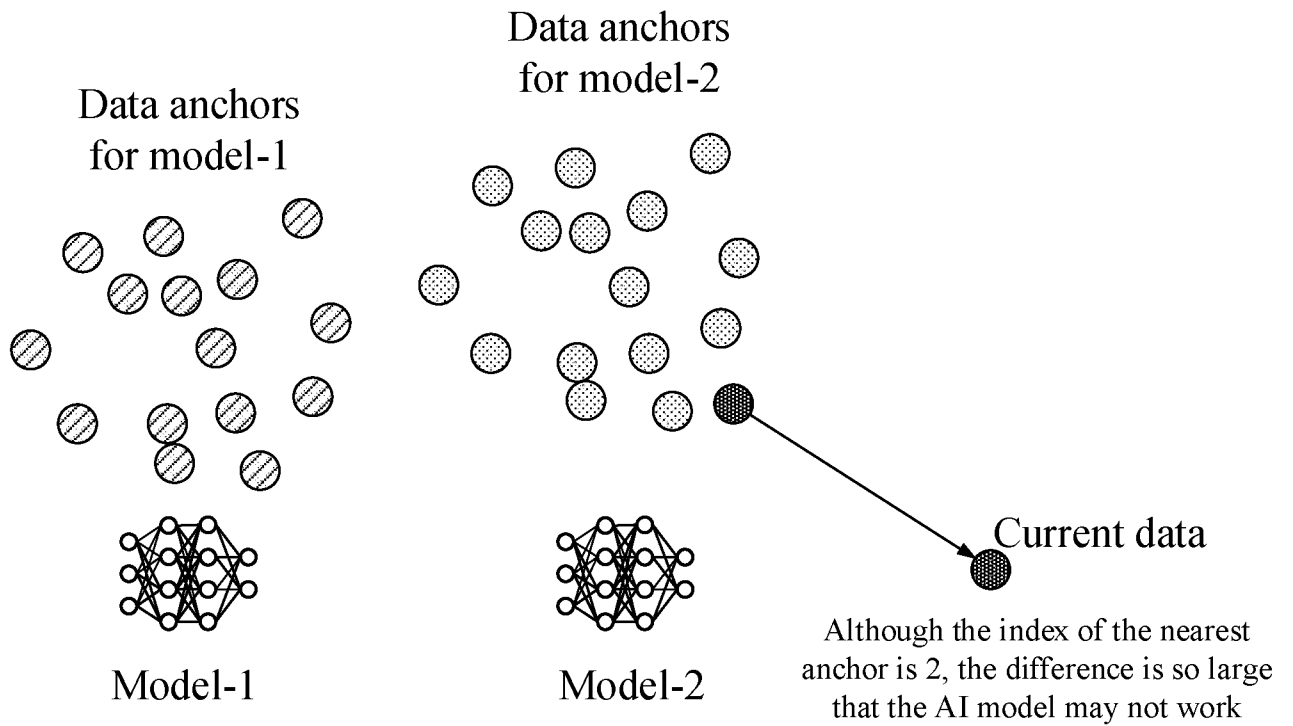 Data anchors
for model-1
Data anchors
for model-2
Model-1
Model-2
Current data
Although the index of the nearest
anchor is 2, the difference is so large
that the AI model may not work